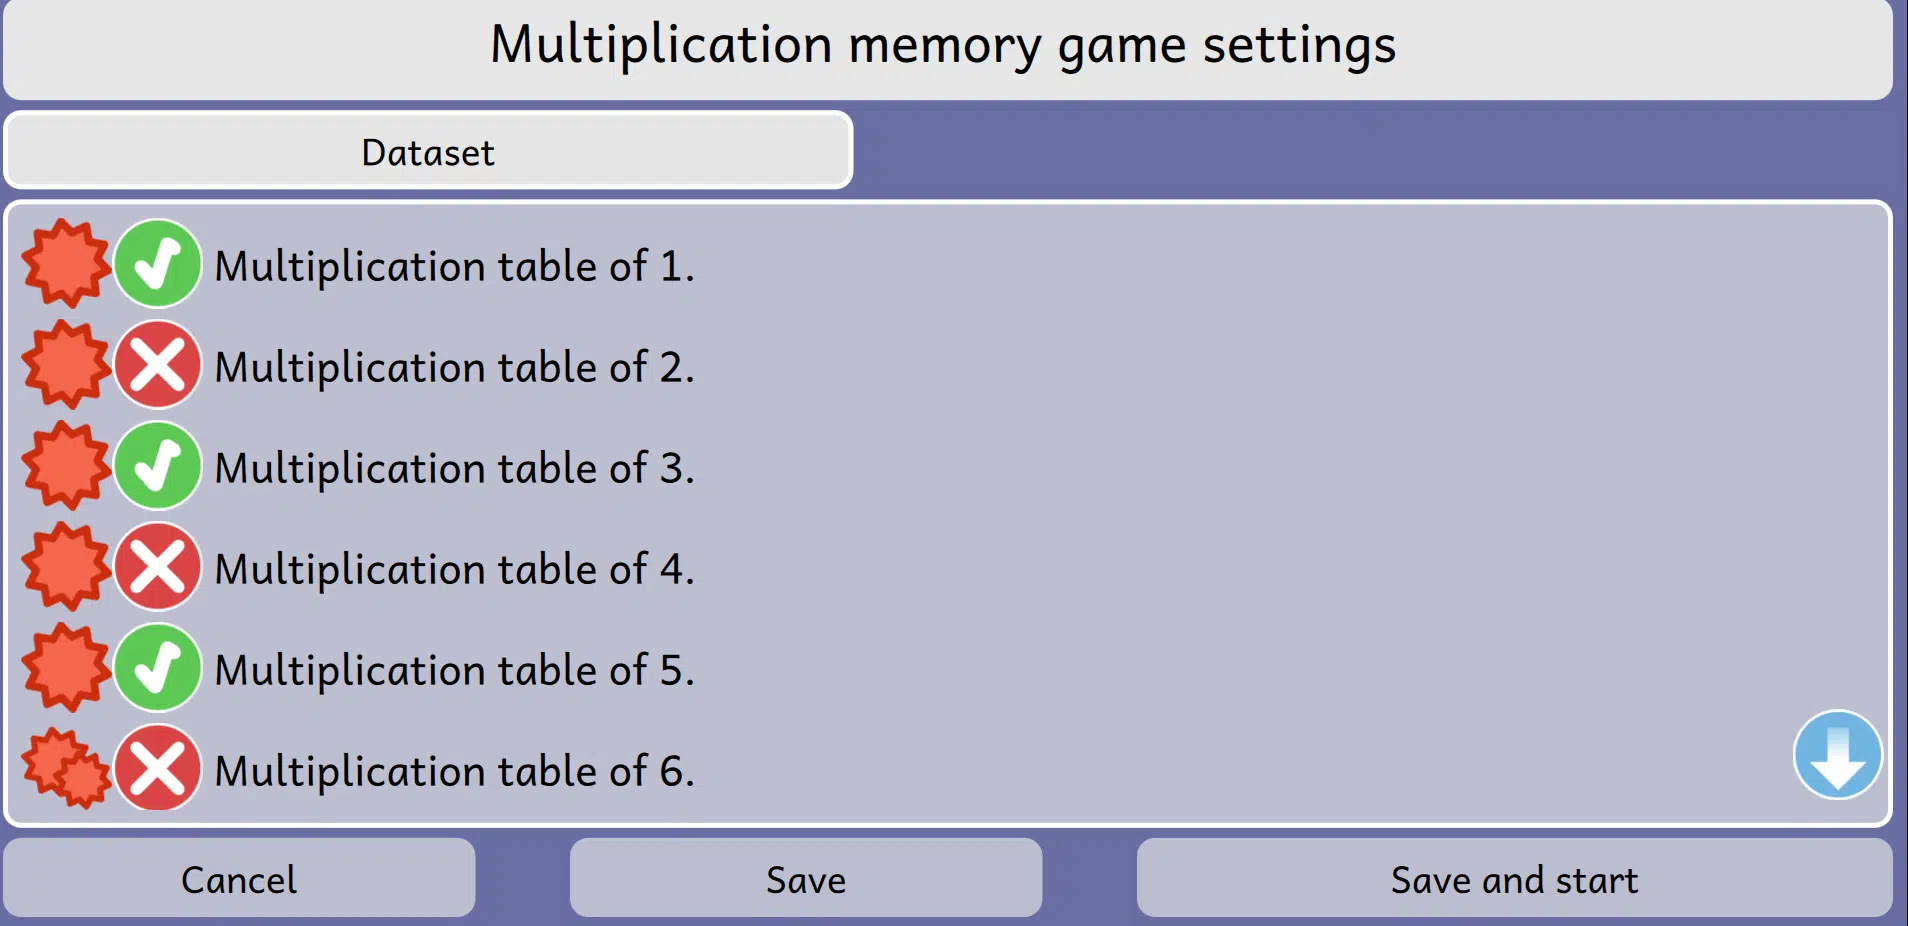 Multiplication memory game settings
Dataset
Multiplication table of 1.
Multiplication table of 2.
Multiplication table of 3.
Multiplication table of 4.
Multiplication table of 5.
Multiplication table of 6.
Cancel
Save
Save and start